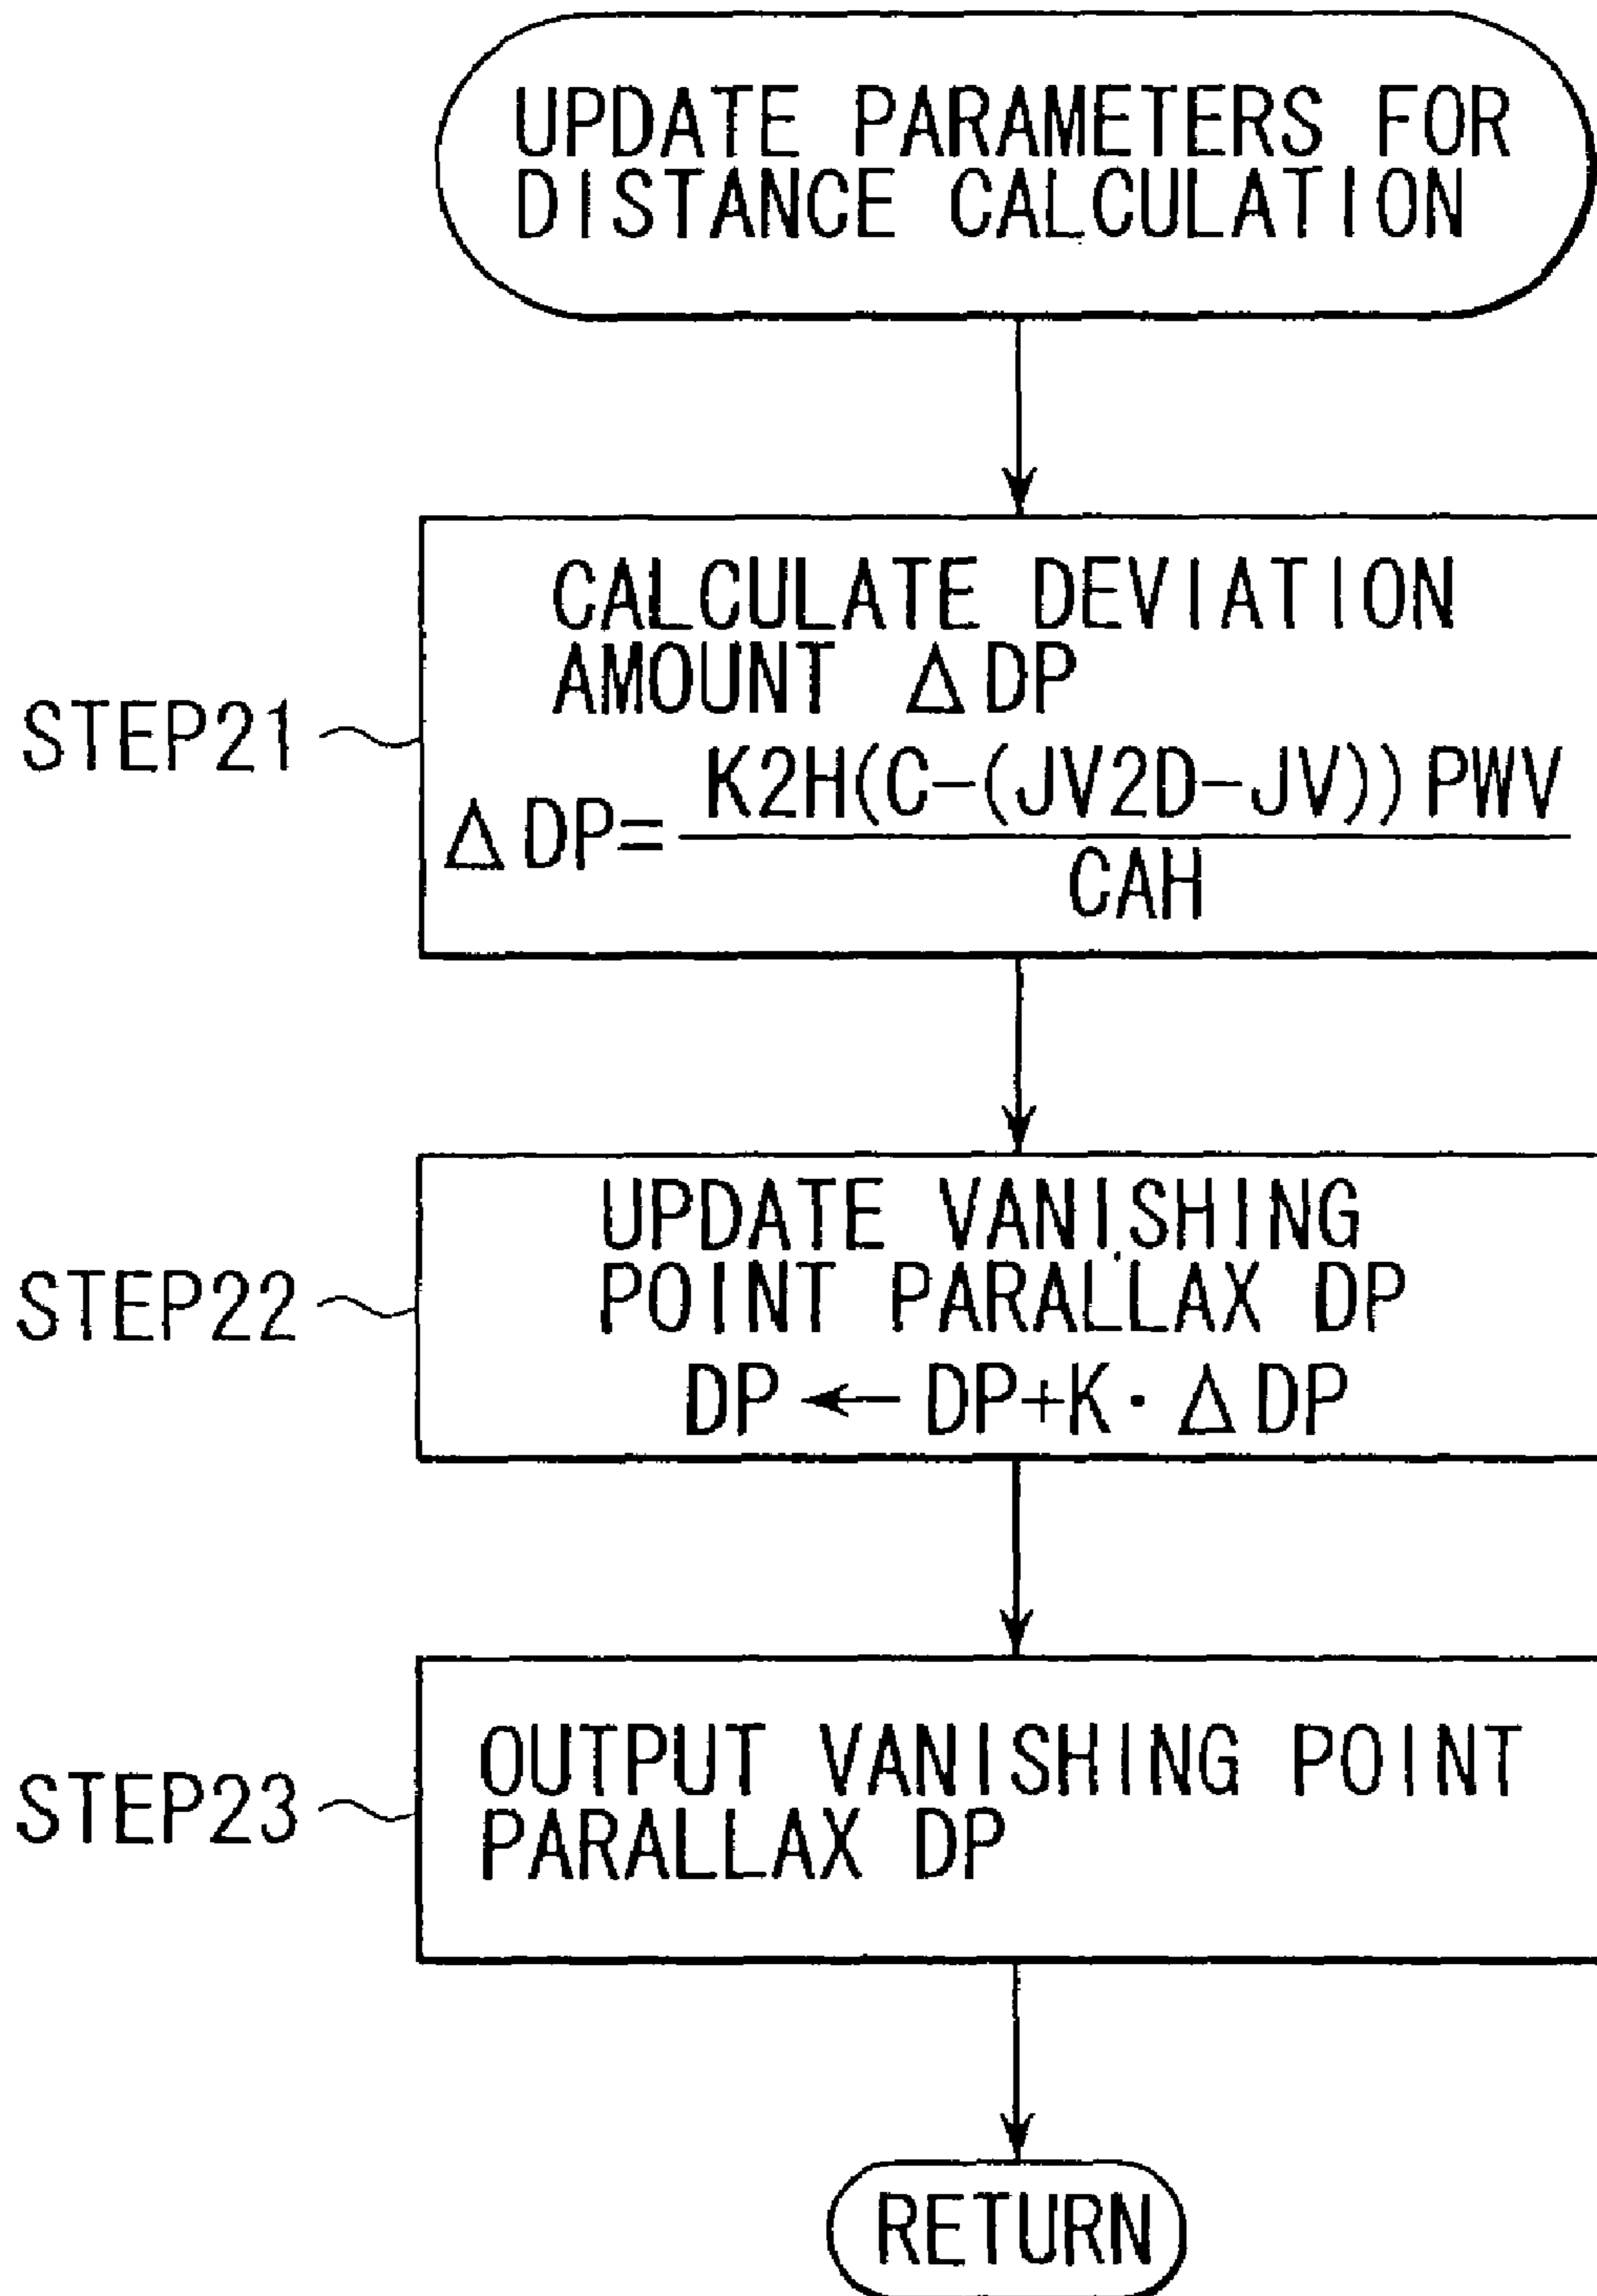 UPDATE PARAMETERS FOR
DISTANCE CALCULATION
STEP21
CALCULATE DEVIATION
AMOUNT ΔDP
ΔDP=K2H(C-(JV2D-JV))PWV
CAH
STEP22
UPDATE VANISHING
POINT PARALLAX DP
DP ← DP+K・ΔDP
STEP23
OUTPUT VANISHING POINT
PARALLAX DP
RETURN